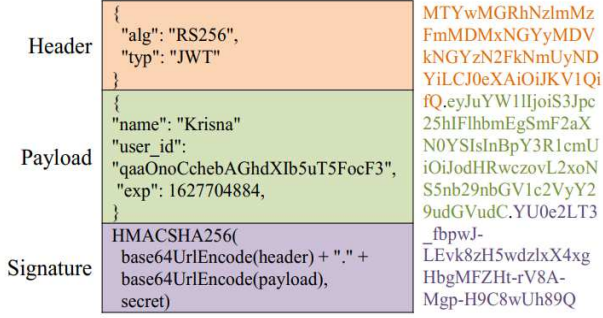 Header
{
"alg": "RS256",
"typ": "JWT"
}
Payload
{
"name": "Krisna"
"user_id":
"qaaOnoCchebAGhdXIb5uT5FocF3",
"exp": 1627704884,
}
Signature
HMACSHA256(
base64UrlEncode(header) + "." +
base64UrlEncode(payload),
secret)
MTYwMGRhNzlmMz
FmMDMxNGYyMDV
kNGYzN2FkNmUyND
YiLCJ0eXAiOiJKV1Qi
fQ.eyJuYW1lIjoiS3Jpc
25hIFlhbmEgSmF2aX
N0YSIsInBpY3R1cmU
iOiJodHRwczovL2xoN
S5nb29nbGV1c2VyY2
9udGVudC.YU0e2LT3
_fbpwJ-
LEvk8zH5wdzlxX4xg
HbgMFZHt-rV8A-
Mgp-H9C8wUh89Q